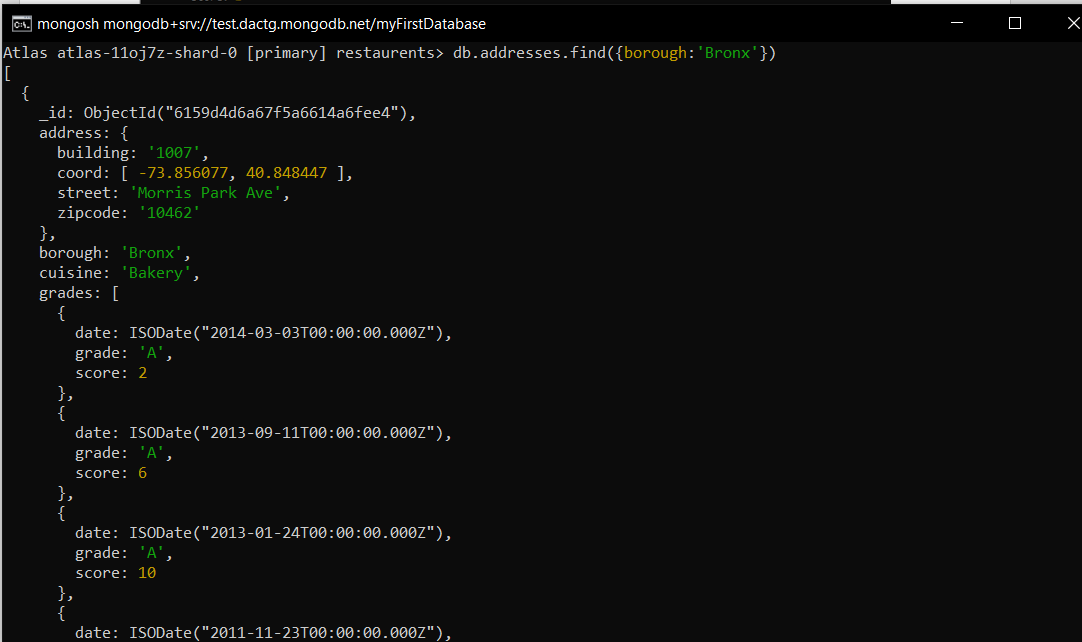 mongosh mongodb+srv://test.dactg.mongodb.net/myFirstDatabase
Atlas atlas-11oj7z-shard-0 [primary] restaurents> db.addresses.find({borough:'Bronx'})
[
  {
    _id: ObjectId("6159d4d6a67f5a6614a6fee4"),
    address: {
      building: '1007',
      coord: [ -73.856077, 40.848447 ],
      street: 'Morris Park Ave',
      zipcode: '10462'
    },
    borough: 'Bronx',
    cuisine: 'Bakery',
    grades: [
      {
        date: ISODate("2014-03-03T00:00:00.000Z"),
        grade: 'A',
        score: 2
      },
      {
        date: ISODate("2013-09-11T00:00:00.000Z"),
        grade: 'A',
        score: 6
      },
      {
        date: ISODate("2013-01-24T00:00:00.000Z"),
        grade: 'A',
        score: 10
      },
      {
        date: ISODate("2011-11-23T00:00:00.000Z"),